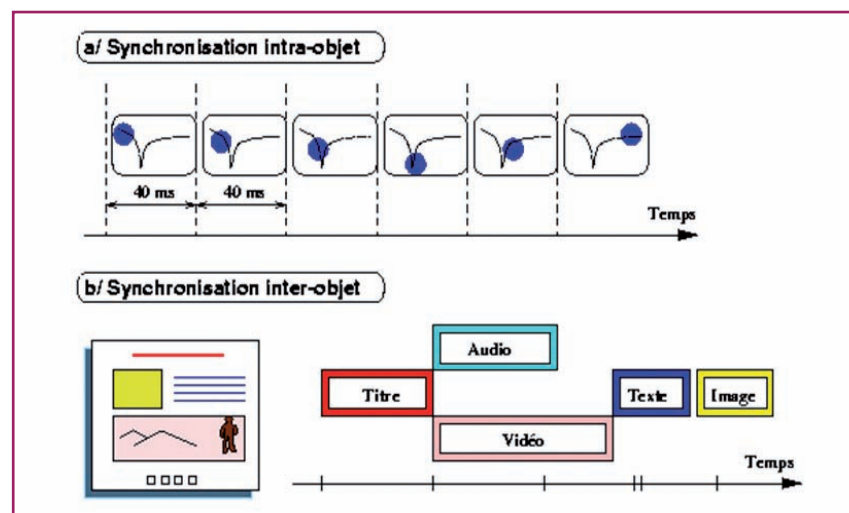 a/ Synchronisation intra-objet
40 ms
40 ms
Temps
b/ Synchronisation inter-objet
Audio
Titre
Texte
Image
Vidéo
Temps